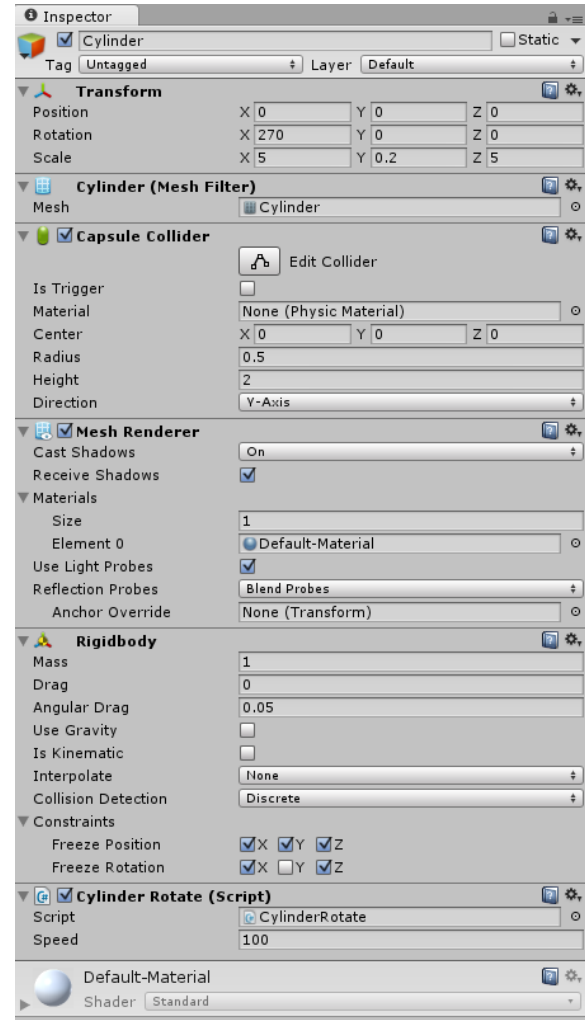 Inspector
Cylinder Static
Tag Untagged Layer Default
Transform
Position X 0 Y 0 Z 0
Rotation X 270 Y 0 Z 0
Scale X 5 Y 0.2 Z 5
Cylinder (Mesh Filter)
Mesh Cylinder
Capsule Collider
Edit Collider
Is Trigger
Material None (Physic Material)
Center X 0 Y 0 Z 0
Radius 0.5
Height 2
Direction Y-Axis
Mesh Renderer
Cast Shadows On
Receive Shadows
Materials
Size 1
Element 0 Default-Material
Use Light Probes
Reflection Probes Blend Probes
Anchor Override None (Transform)
Rigidbody
Mass 1
Drag 0
Angular Drag 0.05
Use Gravity
Is Kinematic
Interpolate None
Collision Detection Discrete
Constraints
Freeze Position X Y Z
Freeze Rotation X Y Z
Cylinder Rotate (Script)
Script CylinderRotate
Speed 100
Default-Material
Shader Standard